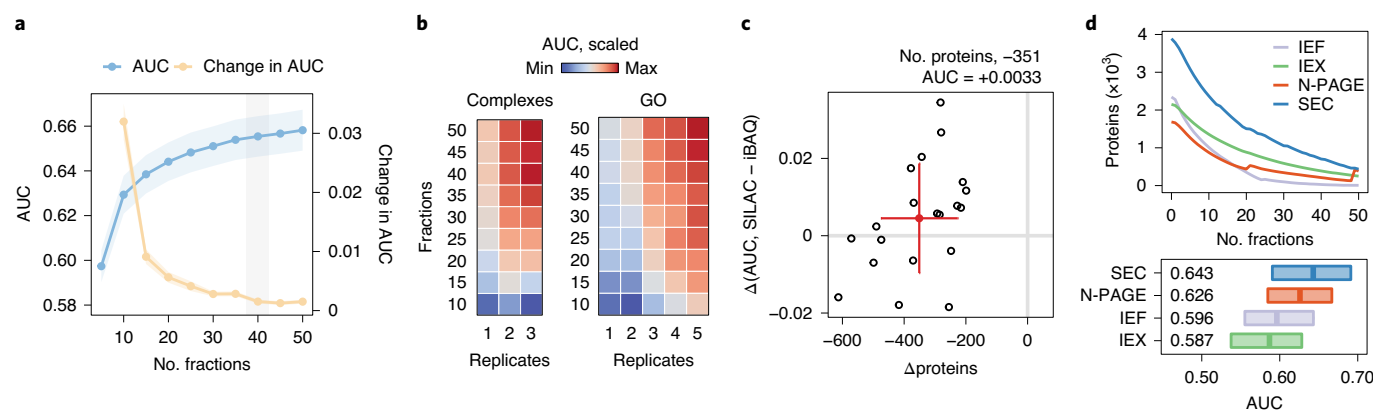 a
AUC
Change in AUC
0.66
0.64
0.62
0.60
0.58
AUC
0.03
0.02
0.01
0
Change in AUC
10
20
30
40
50
No. fractions
b
AUC, scaled
Min
Max
Complexes
GO
50
45
40
35
30
25
20
15
10
Fractions
1 2 3
Replicates
50
45
40
35
30
25
20
15
10
1 2 3 4 5
Replicates
c
No. proteins, −351
AUC = +0.0033
0.02
0
−0.02
Δ(AUC, SILAC – iBAQ)
−600
−400
−200
0
Δproteins
d
4
3
2
1
0
Proteins (×10³)
IEF
IEX
N-PAGE
SEC
0 10 20 30 40 50
No. fractions
SEC 0.643
N-PAGE 0.626
IEF 0.596
IEX 0.587
0.50 0.60 0.70
AUC